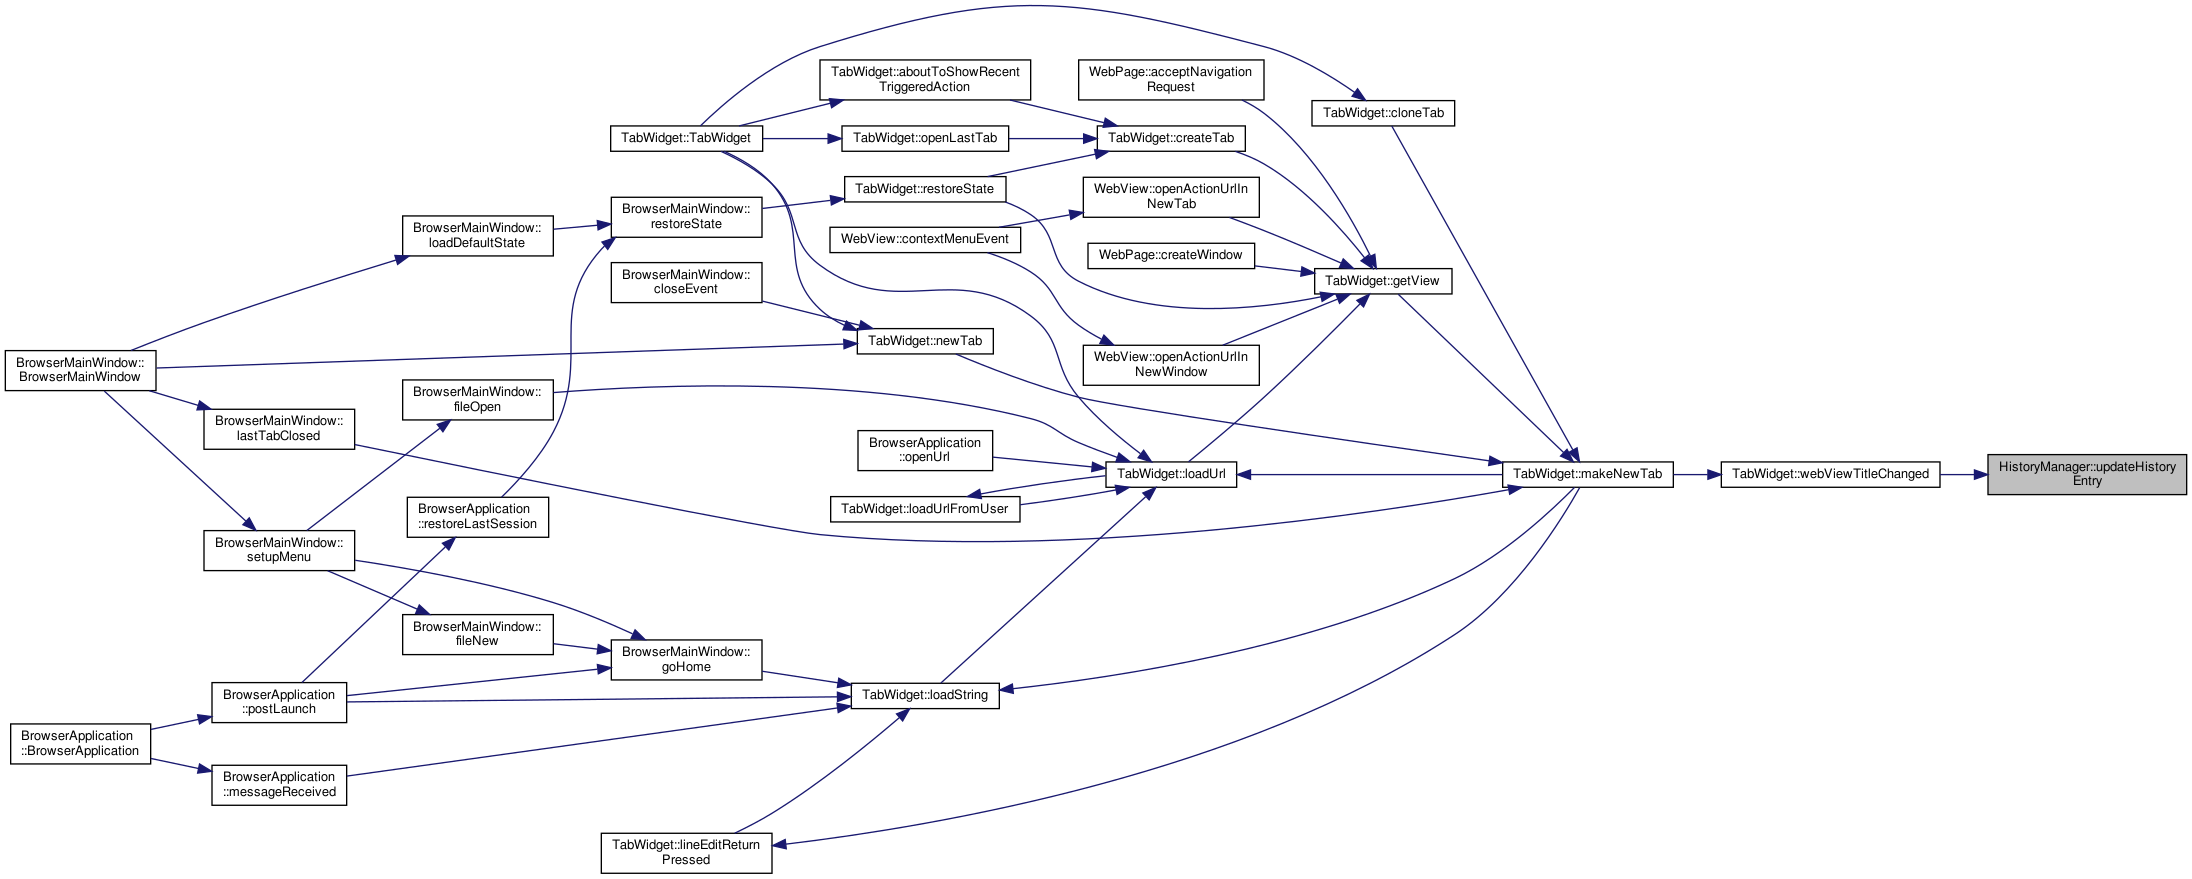 TabWidget::aboutToShowRecent
TriggeredAction
WebPage::acceptNavigation
Request
TabWidget::cloneTab
TabWidget::TabWidget
TabWidget::openLastTab
TabWidget::createTab
TabWidget::restoreState
WebView::openActionUrlIn
NewTab
BrowserMainWindow::
restoreState
BrowserMainWindow::
loadDefaultState
WebView::contextMenuEvent
WebPage::createWindow
BrowserMainWindow::
closeEvent
TabWidget::getView
TabWidget::newTab
WebView::openActionUrlIn
NewWindow
BrowserMainWindow::
BrowserMainWindow
BrowserMainWindow::
fileOpen
BrowserMainWindow::
lastTabClosed
BrowserApplication
::openUrl
TabWidget::loadUrl
TabWidget::makeNewTab
TabWidget::webViewTitleChanged
HistoryManager::updateHistory
Entry
TabWidget::loadUrlFromUser
BrowserApplication
::restoreLastSession
BrowserMainWindow::
setupMenu
BrowserMainWindow::
fileNew
BrowserMainWindow::
goHome
BrowserApplication
::postLaunch
TabWidget::loadString
BrowserApplication
::BrowserApplication
BrowserApplication
::messageReceived
TabWidget::lineEditReturn
Pressed